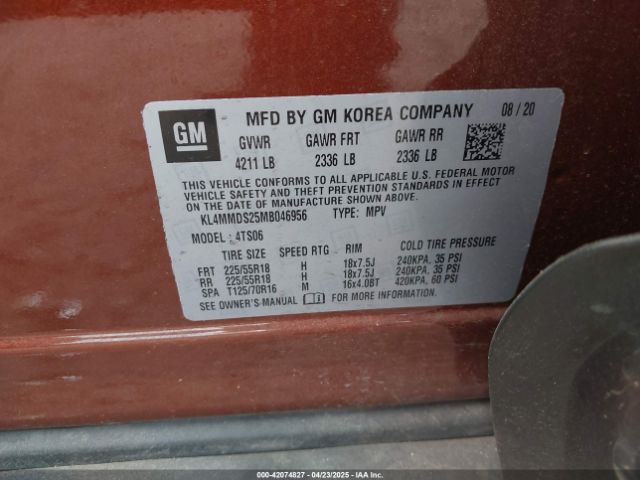 GM
MFD BY GM KOREA COMPANY 08 / 20
GVWR GAWR FRT GAWR RR
4211 LB 2336 LB 2336 LB
THIS VEHICLE CONFORMS TO ALL APPLICABLE U.S. FEDERAL MOTOR
VEHICLE SAFETY AND THEFT PREVENTION STANDARDS IN EFFECT
ON THE DATE OF MANUFACTURE SHOWN ABOVE.
KL4MMDS25MB046956 TYPE: MPV
MODEL: 4TS06
TIRE SIZE SPEED RTG RIM COLD TIRE PRESSURE
FRT 225/55R18 H 18x7.5J 240KPA, 35 PSI
RR 225/55R18 H 18x7.5J 240KPA, 35 PSI
SPA T125/70R16 M 16x4.0BT 420KPA, 60 PSI
SEE OWNER'S-MANUAL FOR MORE INFORMATION.
000-42074827 - 04/23/2025 - IAA Inc.